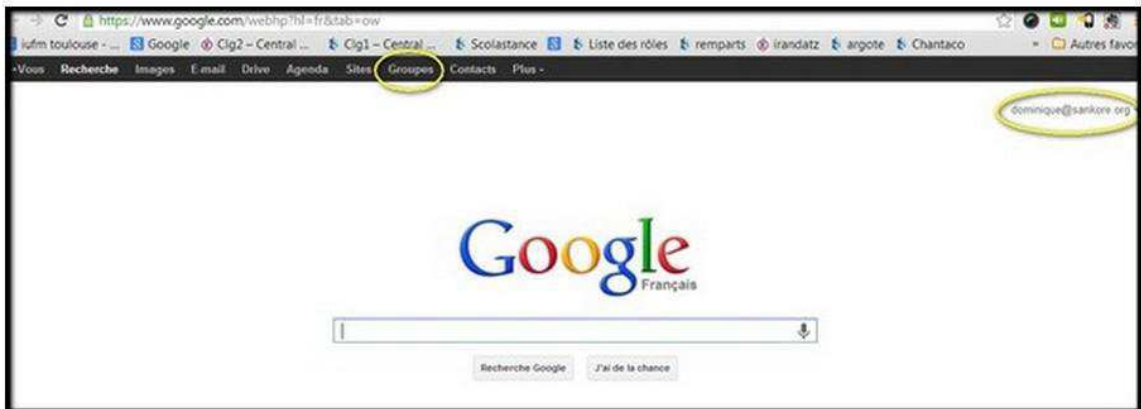 https://www.google.com/webhp?hl=fr&tab=ow
iufm toulouse - ... Google Clg2 – Central ... Clg1 – Central ... Scolastance Liste des rôles remparts irandatz argote Chantaco » Autres favo
+Vous Recherche Images E-mail Drive Agenda Sites Groupes Contacts Plus
dominique@sankore.org
Google
Français
Recherche Google J'ai de la chance